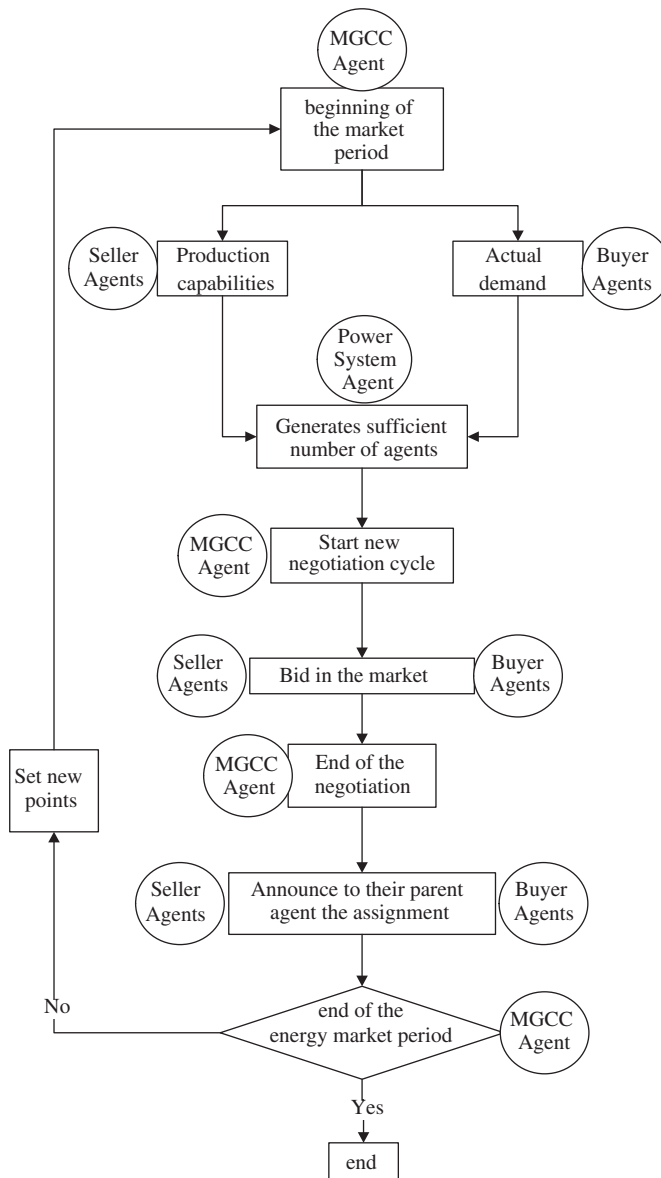 MGCC
Agent
beginning of
the market
period
Seller
Agents
Production
capabilities
Actual
demand
Buyer
Agents
Power
System
Agent
Generates sufficient
number of agents
MGCC
Agent
Start new
negotiation cycle
Seller
Agents
Bid in the market
Buyer
Agents
MGCC
Agent
End of the
negotiation
Set new
points
Seller
Agents
Announce to their parent
agent the assignment
Buyer
Agents
No
end of the
energy market period
MGCC
Agent
Yes
end